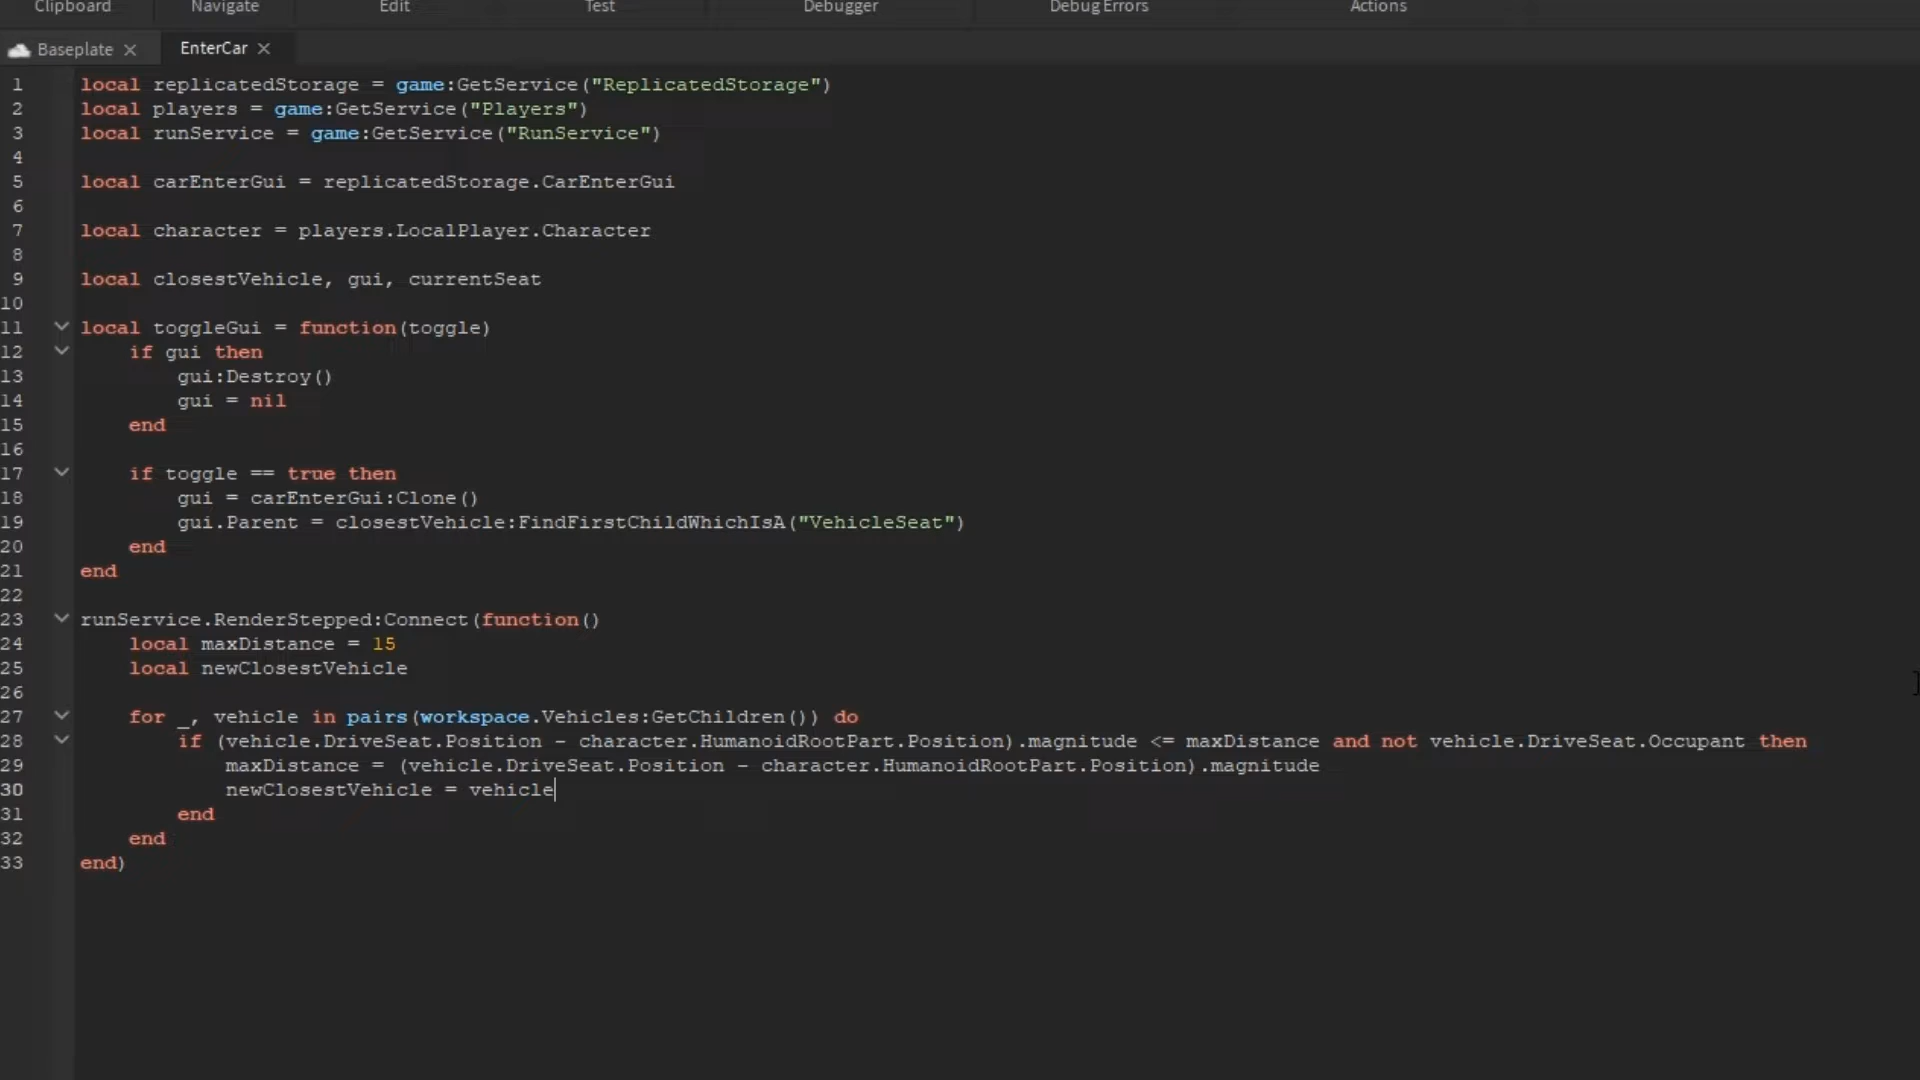 Clipboard Navigate Edit Test Debugger Debug Errors Actions
Baseplate EnterCar
1 local replicatedStorage = game:GetService("ReplicatedStorage")
2 local players = game:GetService("Players")
3 local runService = game:GetService("RunService")
4
5 local carEnterGui = replicatedStorage.CarEnterGui
6
7 local character = players.LocalPlayer.Character
8
9 local closestVehicle, gui, currentSeat
10
11 local toggleGui = function(toggle)
12     if gui then
13         gui:Destroy()
14         gui = nil
15     end
16
17     if toggle == true then
18         gui = carEnterGui:Clone()
19         gui.Parent = closestVehicle:FindFirstChildWhichIsA("VehicleSeat")
20     end
21 end
22
23 runService.RenderStepped:Connect(function()
24     local maxDistance = 15
25     local newClosestVehicle
26
27     for _, vehicle in pairs(workspace.Vehicles:GetChildren()) do
28         if (vehicle.DriveSeat.Position - character.HumanoidRootPart.Position).magnitude <= maxDistance and not vehicle.DriveSeat.Occupant then
29             maxDistance = (vehicle.DriveSeat.Position - character.HumanoidRootPart.Position).magnitude
30             newClosestVehicle = vehicle
31         end
32     end
33 end)